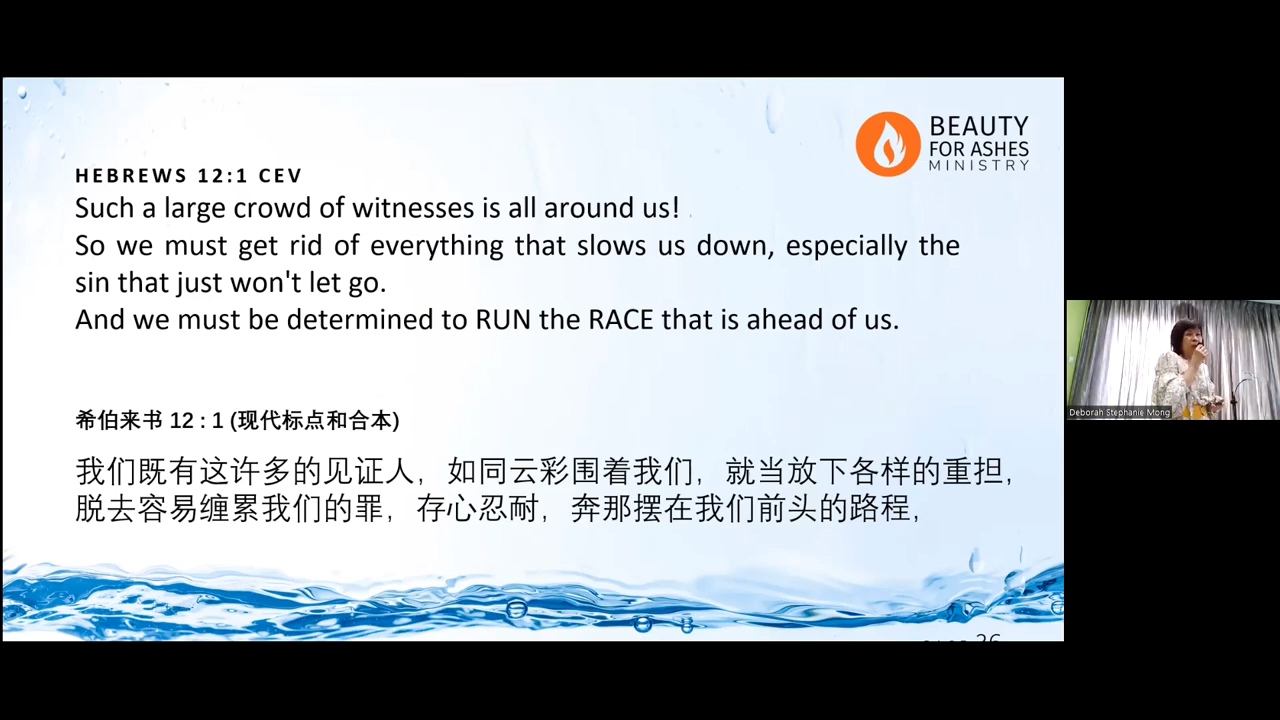 BEAUTY
FOR ASHES
MINISTRY
HEBREWS 12:1 CEV
Such a large crowd of witnesses is all around us!
So we must get rid of everything that slows us down, especially the
sin that just won't let go.
And we must be determined to RUN the RACE that is ahead of us.
希伯来书 12 : 1 (现代标点和合本)
我们既有这许多的见证人，如同云彩围着我们，就当放下各样的重担，
脱去容易缠累我们的罪，存心忍耐，奔那摆在我们前头的路程，
Deborah Stephanie Mong